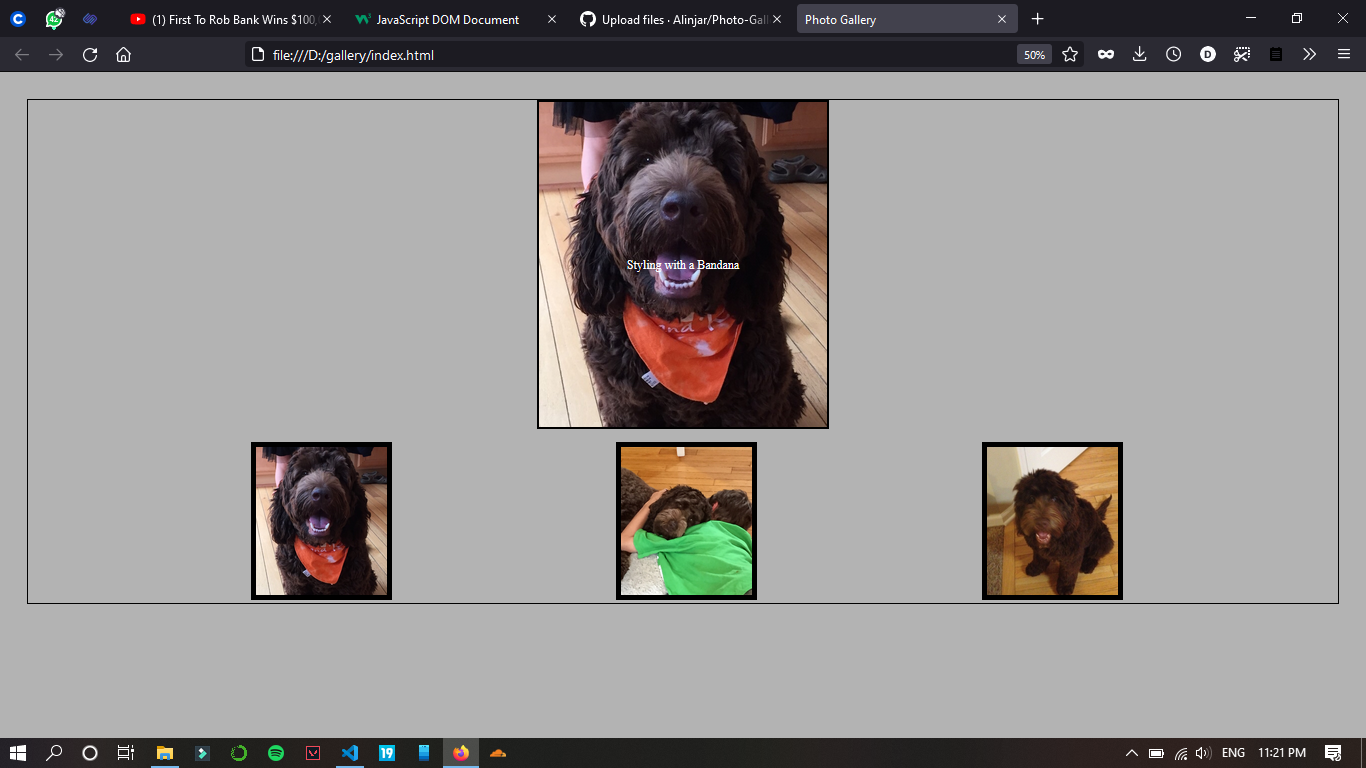 (1) First To Rob Bank Wins $100,
JavaScript DOM Document
Upload files · Alinjar/Photo-Gall
Photo Gallery
file:///D:/gallery/index.html
50%
Styling with a Bandana
ENG
11:21 PM